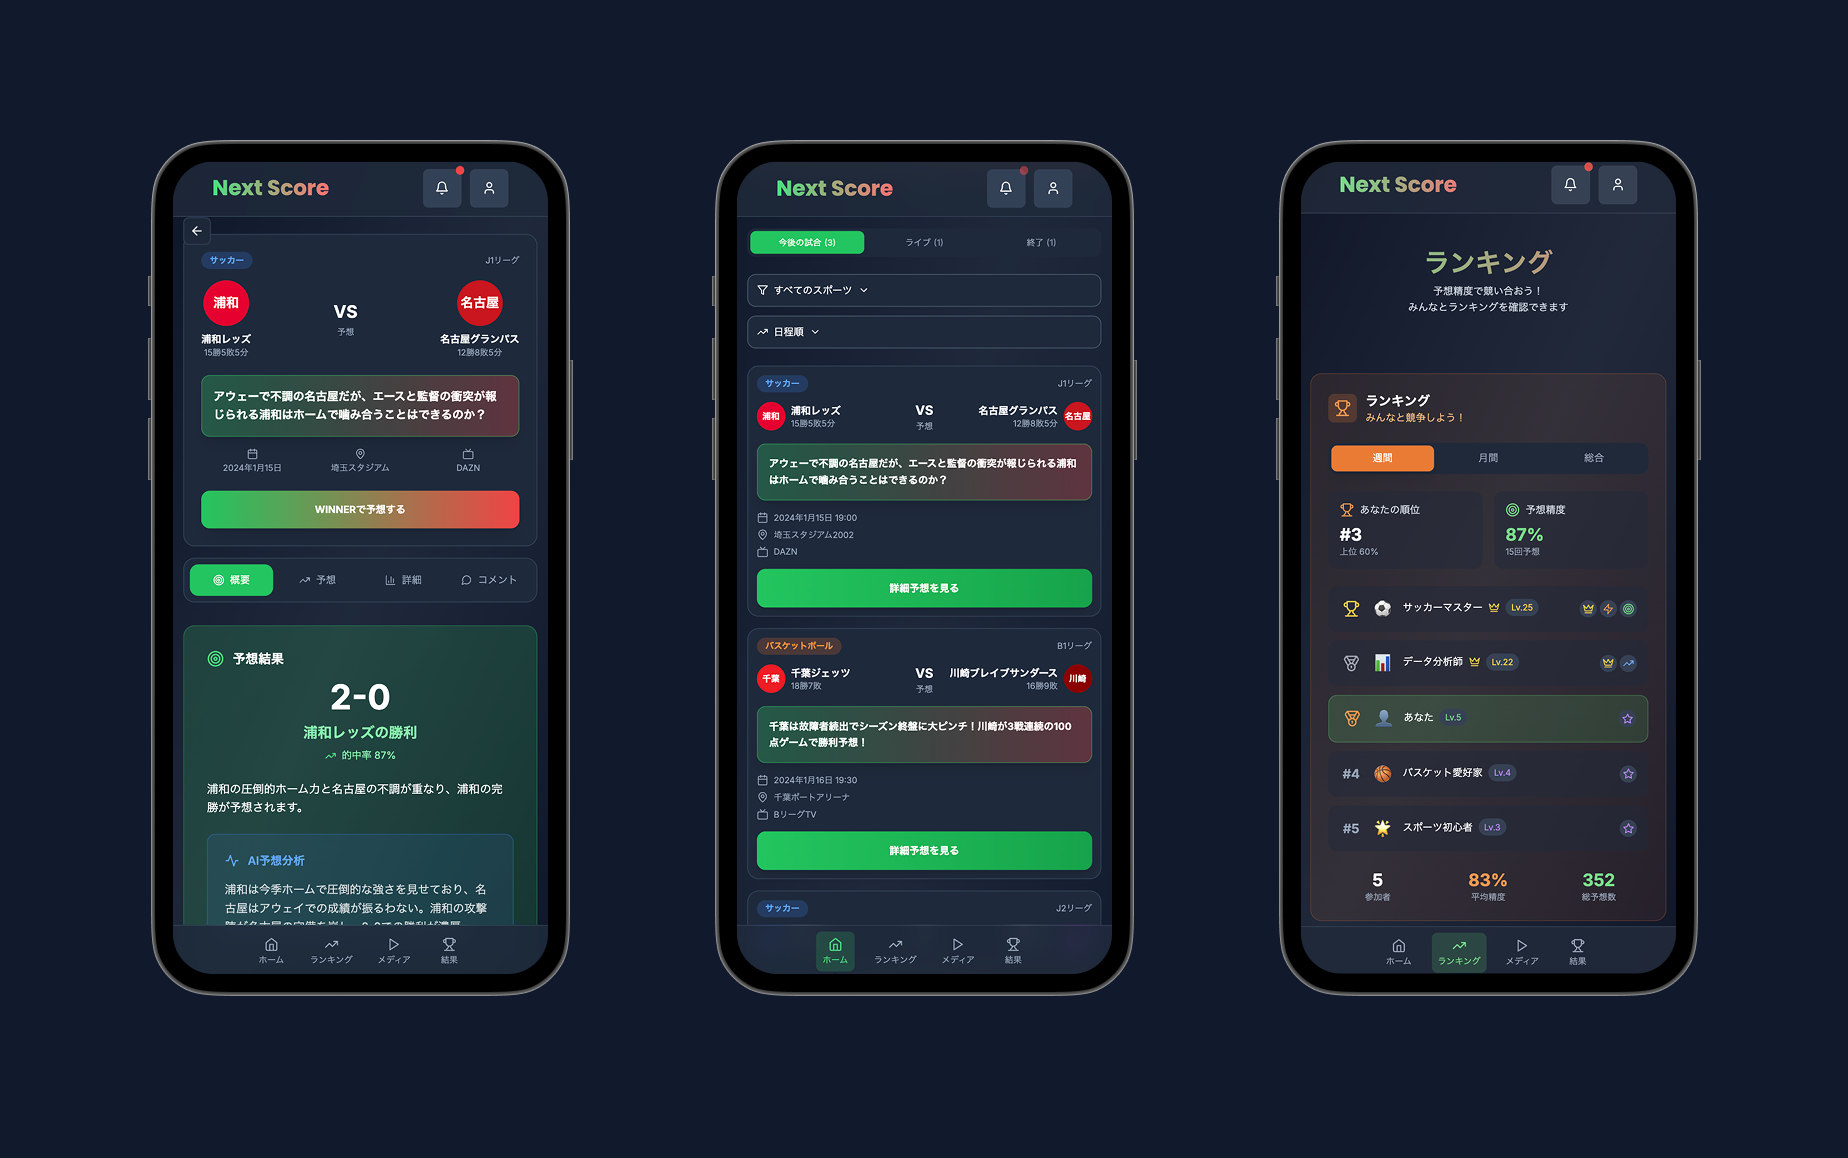 Next Score
サッカー
J1リーグ
浦和
VS
名古屋
予想
浦和レッズ
名古屋グランパス
15勝5敗5分
12勝8敗5分
アウェーで不調の名古屋だが、エースと監督の衝突が報
じられる浦和はホームで噛み合うことはできるのか？
2024年1月15日
埼玉スタジアム
DAZN
WINNERで予想する
概要
予想
詳細
コメント
予想結果
2-0
浦和レッズの勝利
的中率 87%
浦和の圧倒的ホーム力と名古屋の不調が重なり、浦和の完
勝が予想されます。
AI予想分析
浦和は今季ホームで圧倒的な強さを見せており、名
古屋はアウェイでの成績が振るわない。浦和の攻撃
ホーム
ランキング
メディア
結果
Next Score
今後の試合 (3)
ライブ (1)
終了 (1)
すべてのスポーツ
日程順
サッカー
J1リーグ
浦和
浦和レッズ
15勝5敗5分
VS
予想
名古屋グランパス
12勝8敗5分
名古屋
アウェーで不調の名古屋だが、エースと監督の衝突が報じられる浦和
はホームで噛み合うことはできるのか？
2024年1月15日 19:00
埼玉スタジアム2002
DAZN
詳細予想を見る
バスケットボール
B1リーグ
千葉
千葉ジェッツ
18勝7敗
VS
予想
川崎ブレイブサンダース
16勝9敗
川崎
千葉は故障者続出でシーズン終盤に大ピンチ！川崎が3戦連続の100
点ゲームで勝利予想！
2024年1月16日 19:30
千葉ポートアリーナ
BリーグTV
詳細予想を見る
サッカー
J2リーグ
ホーム
ランキング
メディア
結果
Next Score
ランキング
予想精度で競い合おう！
みんなとランキングを確認できます
ランキング
みんなと競争しよう！
週間
月間
総合
あなたの順位
#3
上位 60%
予想精度
87%
15回予想
サッカーマスター
Lv.25
データ分析師
Lv.22
あなた
Lv.5
#4
バスケット愛好家
Lv.4
#5
スポーツ初心者
Lv.3
5
参加者
83%
平均精度
352
総予想数
ホーム
ランキング
メディア
結果